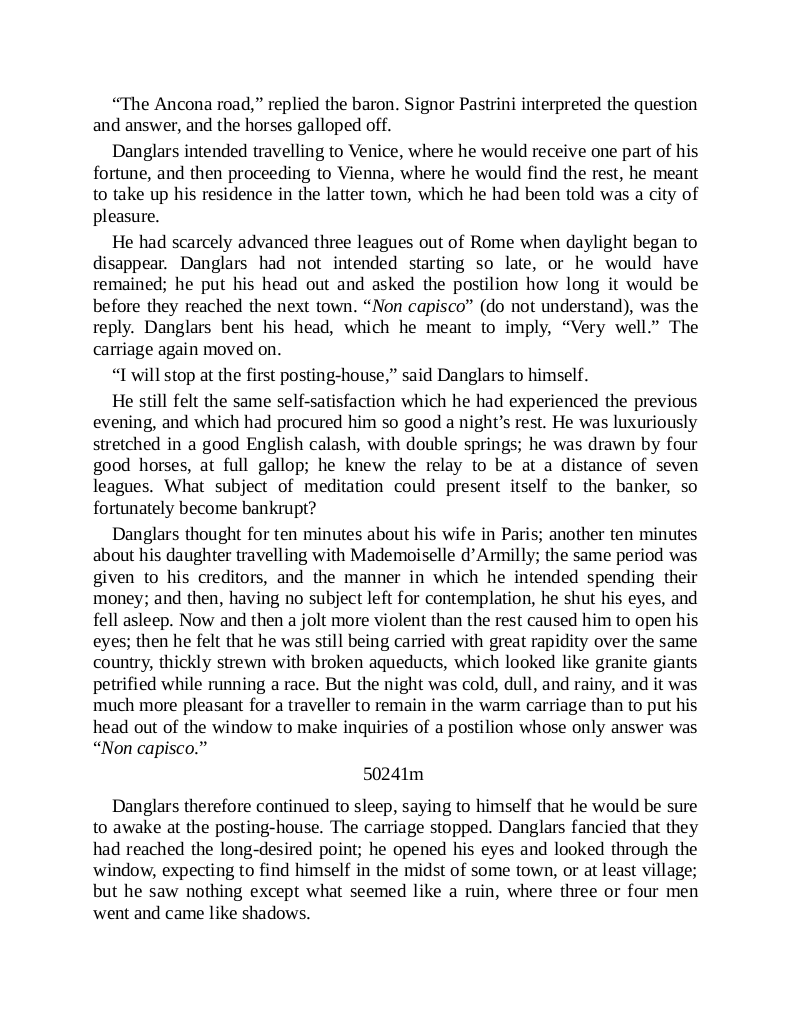 “The Ancona road,” replied the baron. Signor Pastrini interpreted the question
and answer, and the horses galloped off.
Danglars intended travelling to Venice, where he would receive one part of his
fortune, and then proceeding to Vienna, where he would find the rest, he meant
to take up his residence in the latter town, which he had been told was a city of
pleasure.
He had scarcely advanced three leagues out of Rome when daylight began to
disappear. Danglars had not intended starting so late, or he would have
remained; he put his head out and asked the postilion how long it would be
before they reached the next town. “Non capisco” (do not understand), was the
reply. Danglars bent his head, which he meant to imply, “Very well.” The
carriage again moved on.
“I will stop at the first posting-house,” said Danglars to himself.
He still felt the same self-satisfaction which he had experienced the previous
evening, and which had procured him so good a night’s rest. He was luxuriously
stretched in a good English calash, with double springs; he was drawn by four
good horses, at full gallop; he knew the relay to be at a distance of seven
leagues. What subject of meditation could present itself to the banker, so
fortunately become bankrupt?
Danglars thought for ten minutes about his wife in Paris; another ten minutes
about his daughter travelling with Mademoiselle d’Armilly; the same period was
given to his creditors, and the manner in which he intended spending their
money; and then, having no subject left for contemplation, he shut his eyes, and
fell asleep. Now and then a jolt more violent than the rest caused him to open his
eyes; then he felt that he was still being carried with great rapidity over the same
country, thickly strewn with broken aqueducts, which looked like granite giants
petrified while running a race. But the night was cold, dull, and rainy, and it was
much more pleasant for a traveller to remain in the warm carriage than to put his
head out of the window to make inquiries of a postilion whose only answer was
“Non capisco.”
50241m
Danglars therefore continued to sleep, saying to himself that he would be sure
to awake at the posting-house. The carriage stopped. Danglars fancied that they
had reached the long-desired point; he opened his eyes and looked through the
window, expecting to find himself in the midst of some town, or at least village;
but he saw nothing except what seemed like a ruin, where three or four men
went and came like shadows.